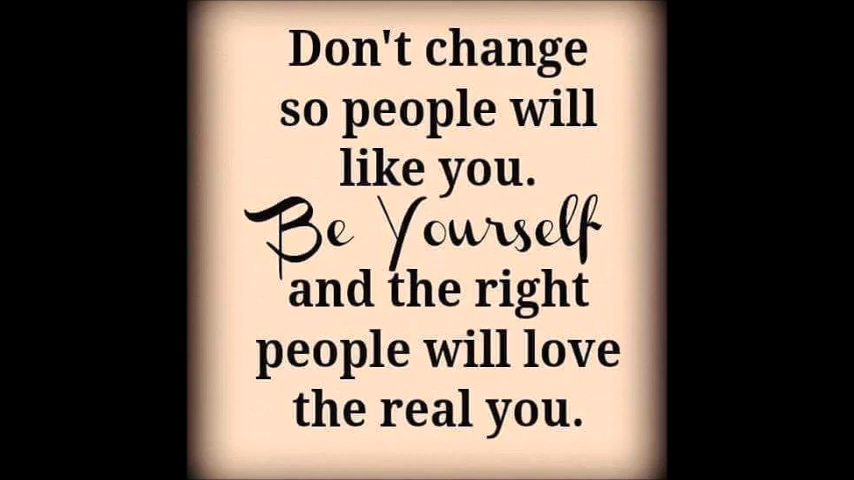 Don't change
so people will
like you.
Be Yourself
and the right
people will love
the real you.